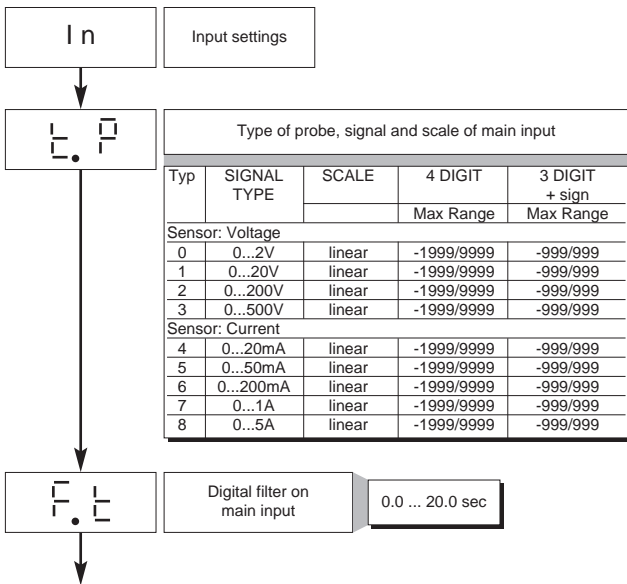 In
Input settings
t.P
Type of probe, signal and scale of main input
Typ SIGNAL TYPE SCALE 4 DIGIT 3 DIGIT + sign
Max Range Max Range
Sensor: Voltage
0 0...2V linear -1999/9999 -999/999
1 0...20V linear -1999/9999 -999/999
2 0...200V linear -1999/9999 -999/999
3 0...500V linear -1999/9999 -999/999
Sensor: Current
4 0...20mA linear -1999/9999 -999/999
5 0...50mA linear -1999/9999 -999/999
6 0...200mA linear -1999/9999 -999/999
7 0...1A linear -1999/9999 -999/999
8 0...5A linear -1999/9999 -999/999
F.t
Digital filter on
main input
0.0 ... 20.0 sec